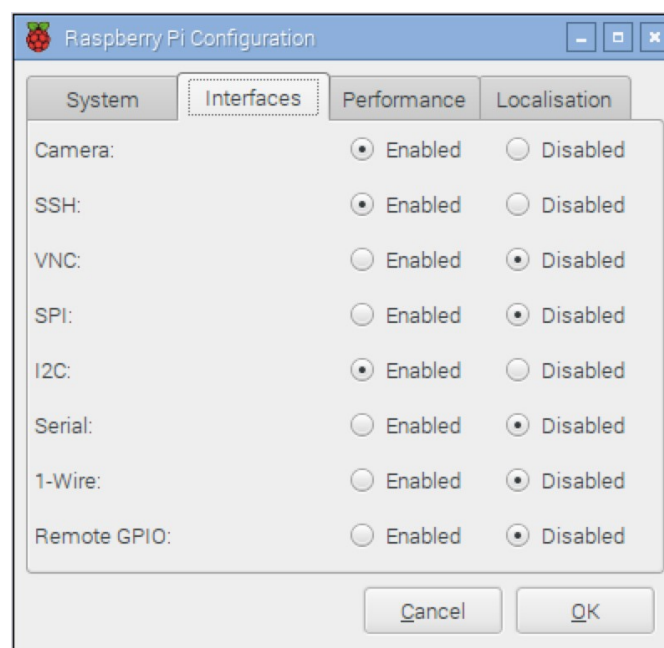 Raspberry Pi Configuration
System Interfaces Performance Localisation
Camera: Enabled Disabled
SSH: Enabled Disabled
VNC: Enabled Disabled
SPI: Enabled Disabled
I2C: Enabled Disabled
Serial: Enabled Disabled
1-Wire: Enabled Disabled
Remote GPIO: Enabled Disabled
Cancel OK